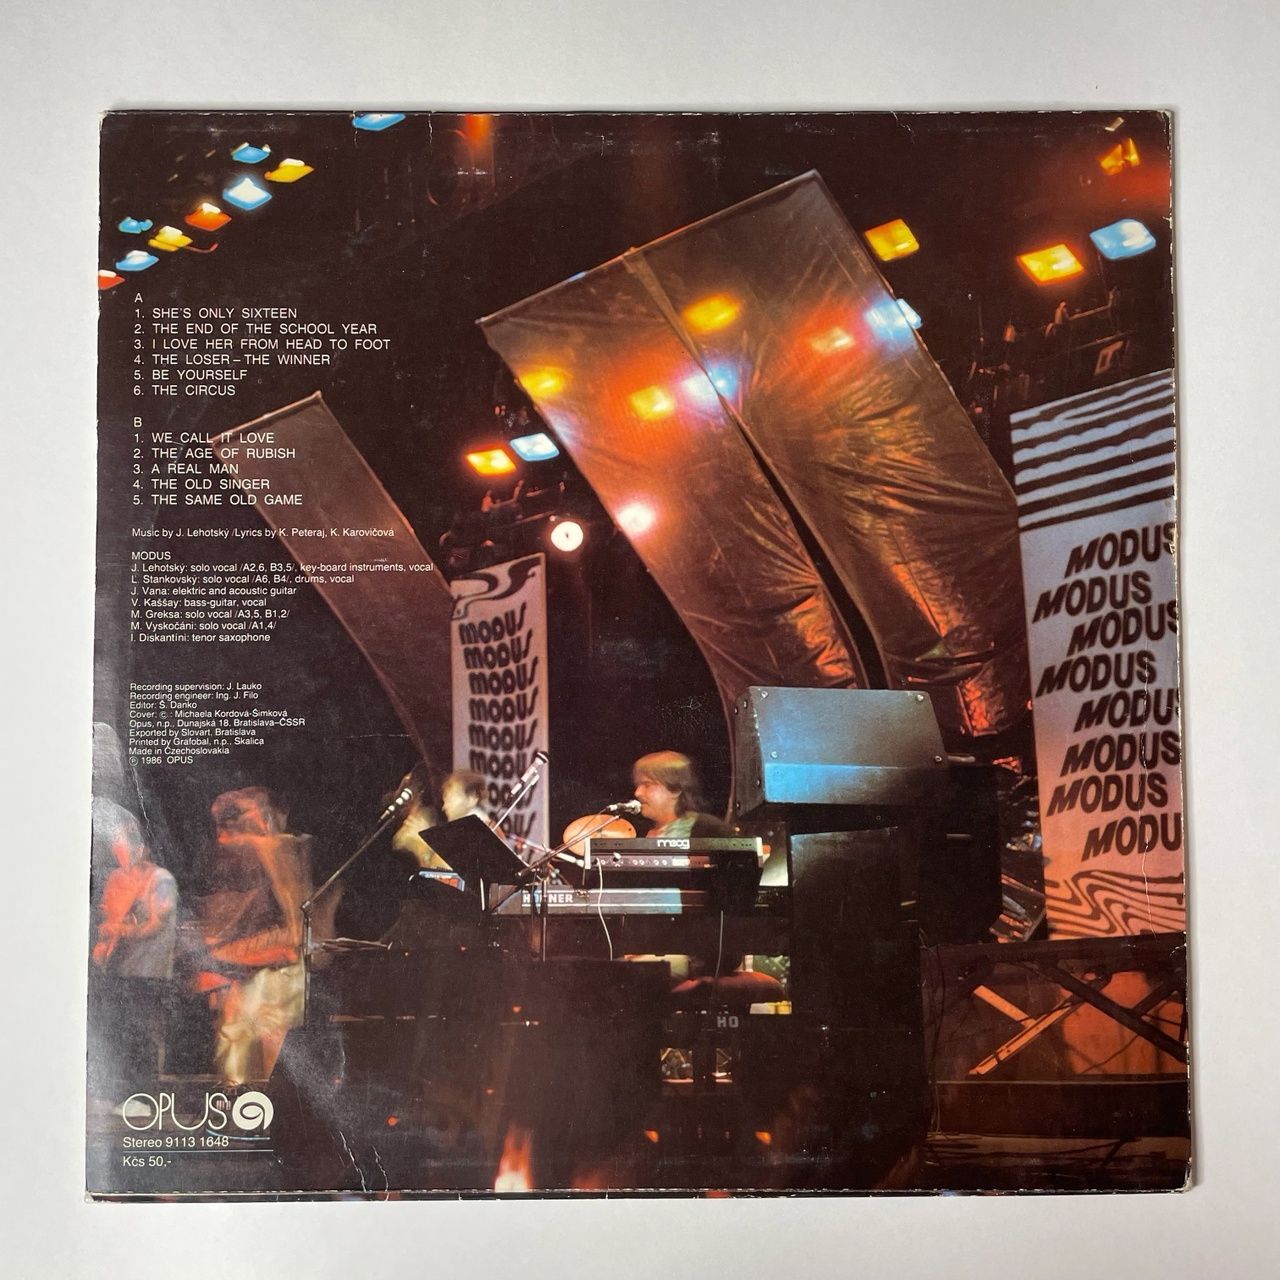 A
1. SHE'S ONLY SIXTEEN
2. THE END OF THE SCHOOL YEAR
3. I LOVE HER FROM HEAD TO FOOT
4. THE LOSER – THE WINNER
5. BE YOURSELF
6. THE CIRCUS
B
1. WE CALL IT LOVE
2. THE AGE OF RUBISH
3. A REAL MAN
4. THE OLD SINGER
5. THE SAME OLD GAME
Music by J. Lehotský /Lyrics by K. Peteraj, K. Karovičová
MODUS
J. Lehotský: solo vocal /A2,6, B3,5/, key-board instruments, vocal
L. Stankovský: solo vocal /A6, B4/, drums, vocal
J. Vana: elektric and acoustic guitar
V. Kaššay: bass-guitar, vocal
M. Greksa: solo vocal /A3,5, B1,2/
M. Vyskočáni: solo vocal /A1,4/
I. Diskantíni: tenor saxophone
Recording supervision: J. Lauko
Recording engineer: Ing. J. Filo
Editor: Š. Danko
Cover: © : Michaela Kordová-Šimková
Opus, n.p., Dunajská 18, Bratislava–ČSSR
Exported by Slovart, Bratislava
Printed by Grafobal, n.p., Skalica
Made in Czechoslovakia
℗ 1986 OPUS
MODUS
MODUS
MODUS
MODUS
MODUS
MODUS
MODUS
MODUS
MODUS
MODUS
MODUS
MODUS
MODUS
MODUS
MODU
moog
HOHNER
HO
OPUS
Stereo 9113 1648
Kčs 50,-